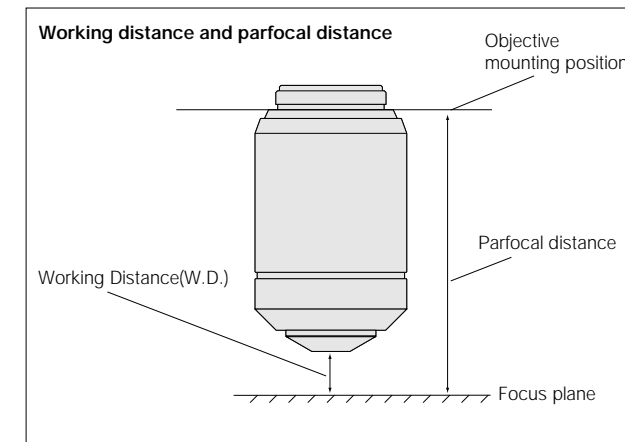 Working distance and parfocal distance
Objective
mounting position
Parfocal distance
Working Distance(W.D.)
Focus plane